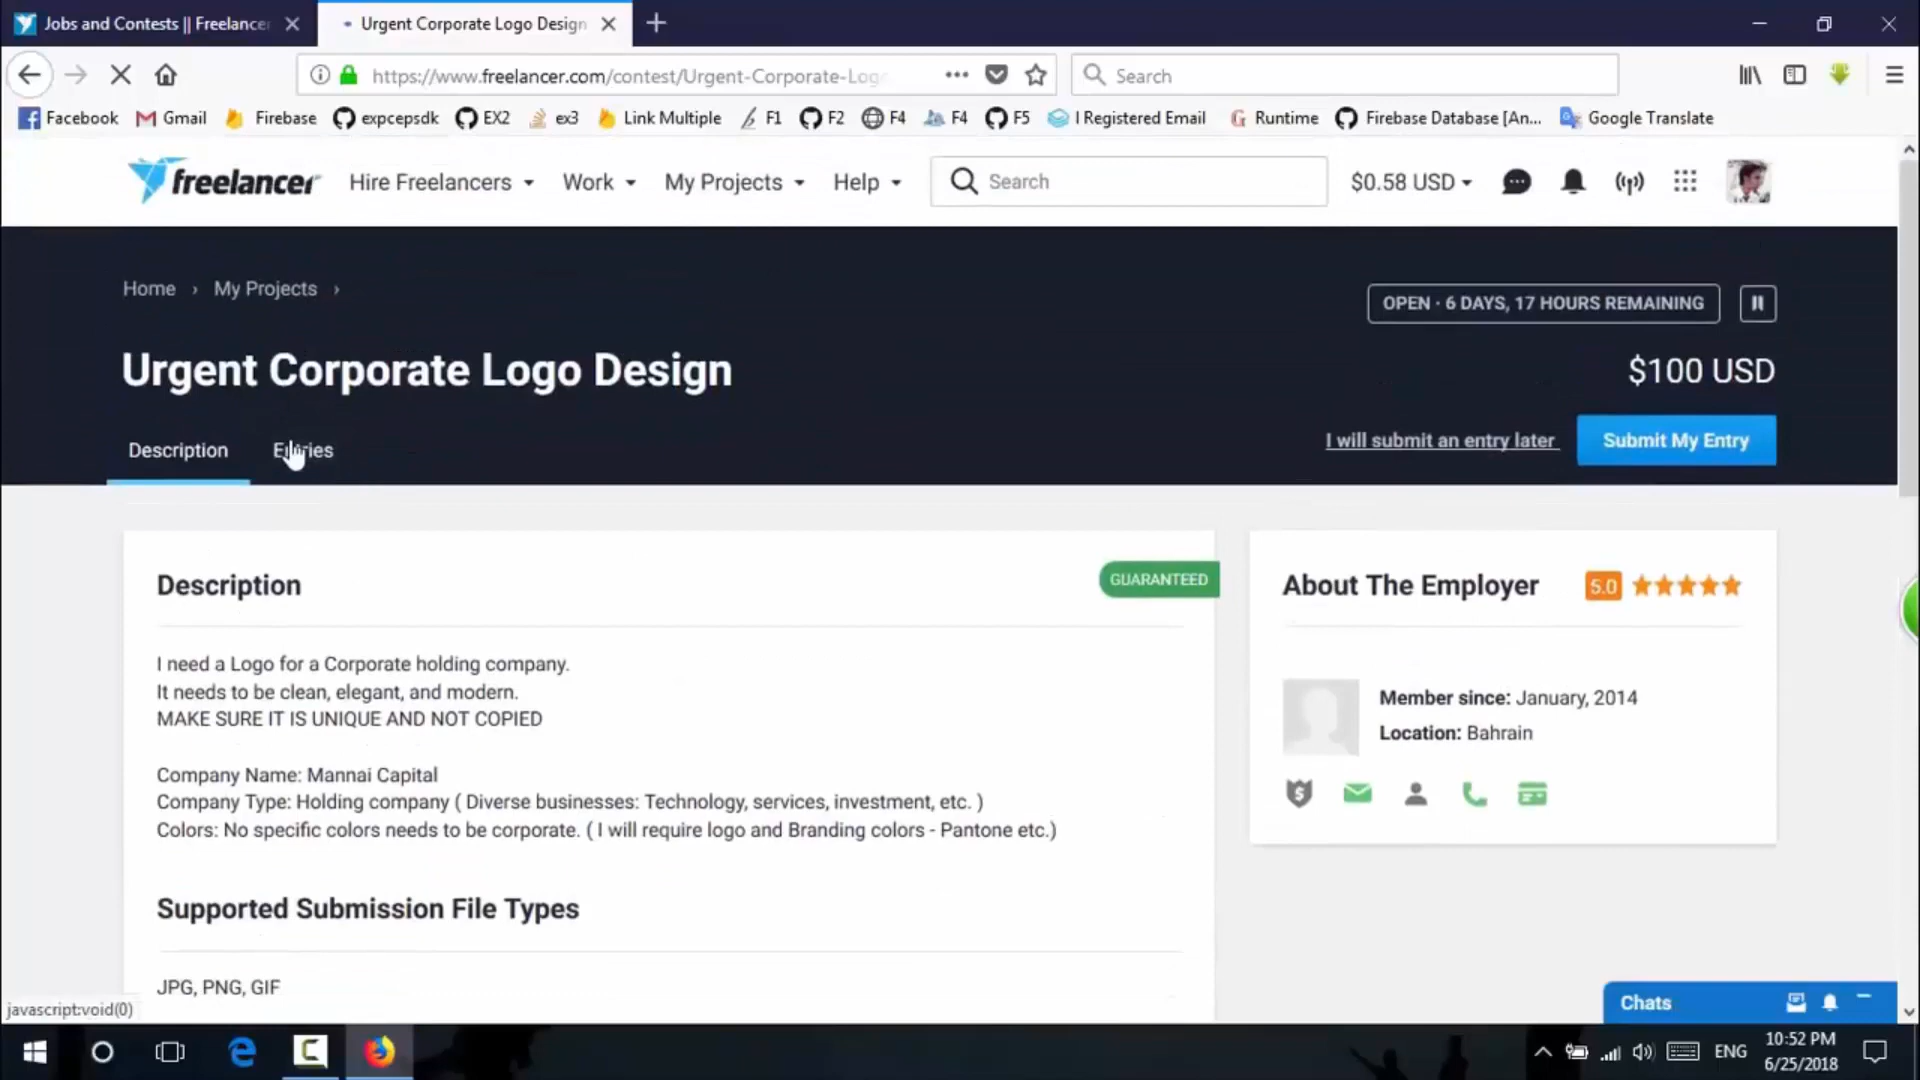 Jobs and Contests || Freelancer
Urgent Corporate Logo Design
https://www.freelancer.com/contest/Urgent-Corporate-Log
Search
Facebook
Gmail
Firebase
expcepsdk
EX2
ex3
Link Multiple
F1
F2
F4
F4
F5
I Registered Email
Runtime
Firebase Database [An...
Google Translate
freelancer
Hire Freelancers
Work
My Projects
Help
Search
$0.58 USD
Home › My Projects ›
OPEN · 6 DAYS, 17 HOURS REMAINING
Urgent Corporate Logo Design
$100 USD
Description
Entries
I will submit an entry later
Submit My Entry
Description
GUARANTEED
I need a Logo for a Corporate holding company.
It needs to be clean, elegant, and modern.
MAKE SURE IT IS UNIQUE AND NOT COPIED
Company Name: Mannai Capital
Company Type: Holding company ( Diverse businesses: Technology, services, investment, etc. )
Colors: No specific colors needs to be corporate. ( I will require logo and Branding colors - Pantone etc.)
Supported Submission File Types
JPG, PNG, GIF
About The Employer
5.0
Member since: January, 2014
Location: Bahrain
javascript:void(0)
Chats
ENG
10:52 PM
6/25/2018